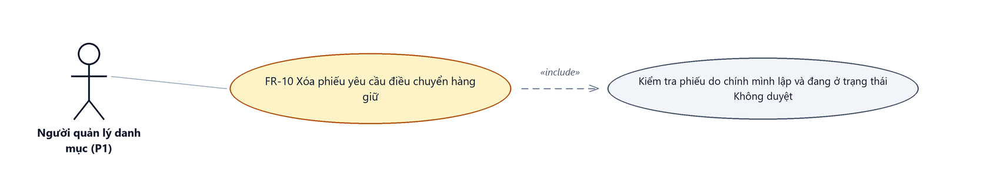 FR-10 Xóa phiếu yêu cầu điều chuyển hàng
giữ
«include»
Kiểm tra phiếu do chính mình lập và đang ở trạng thái
Không duyệt
Người quản lý danh
mục (P1)